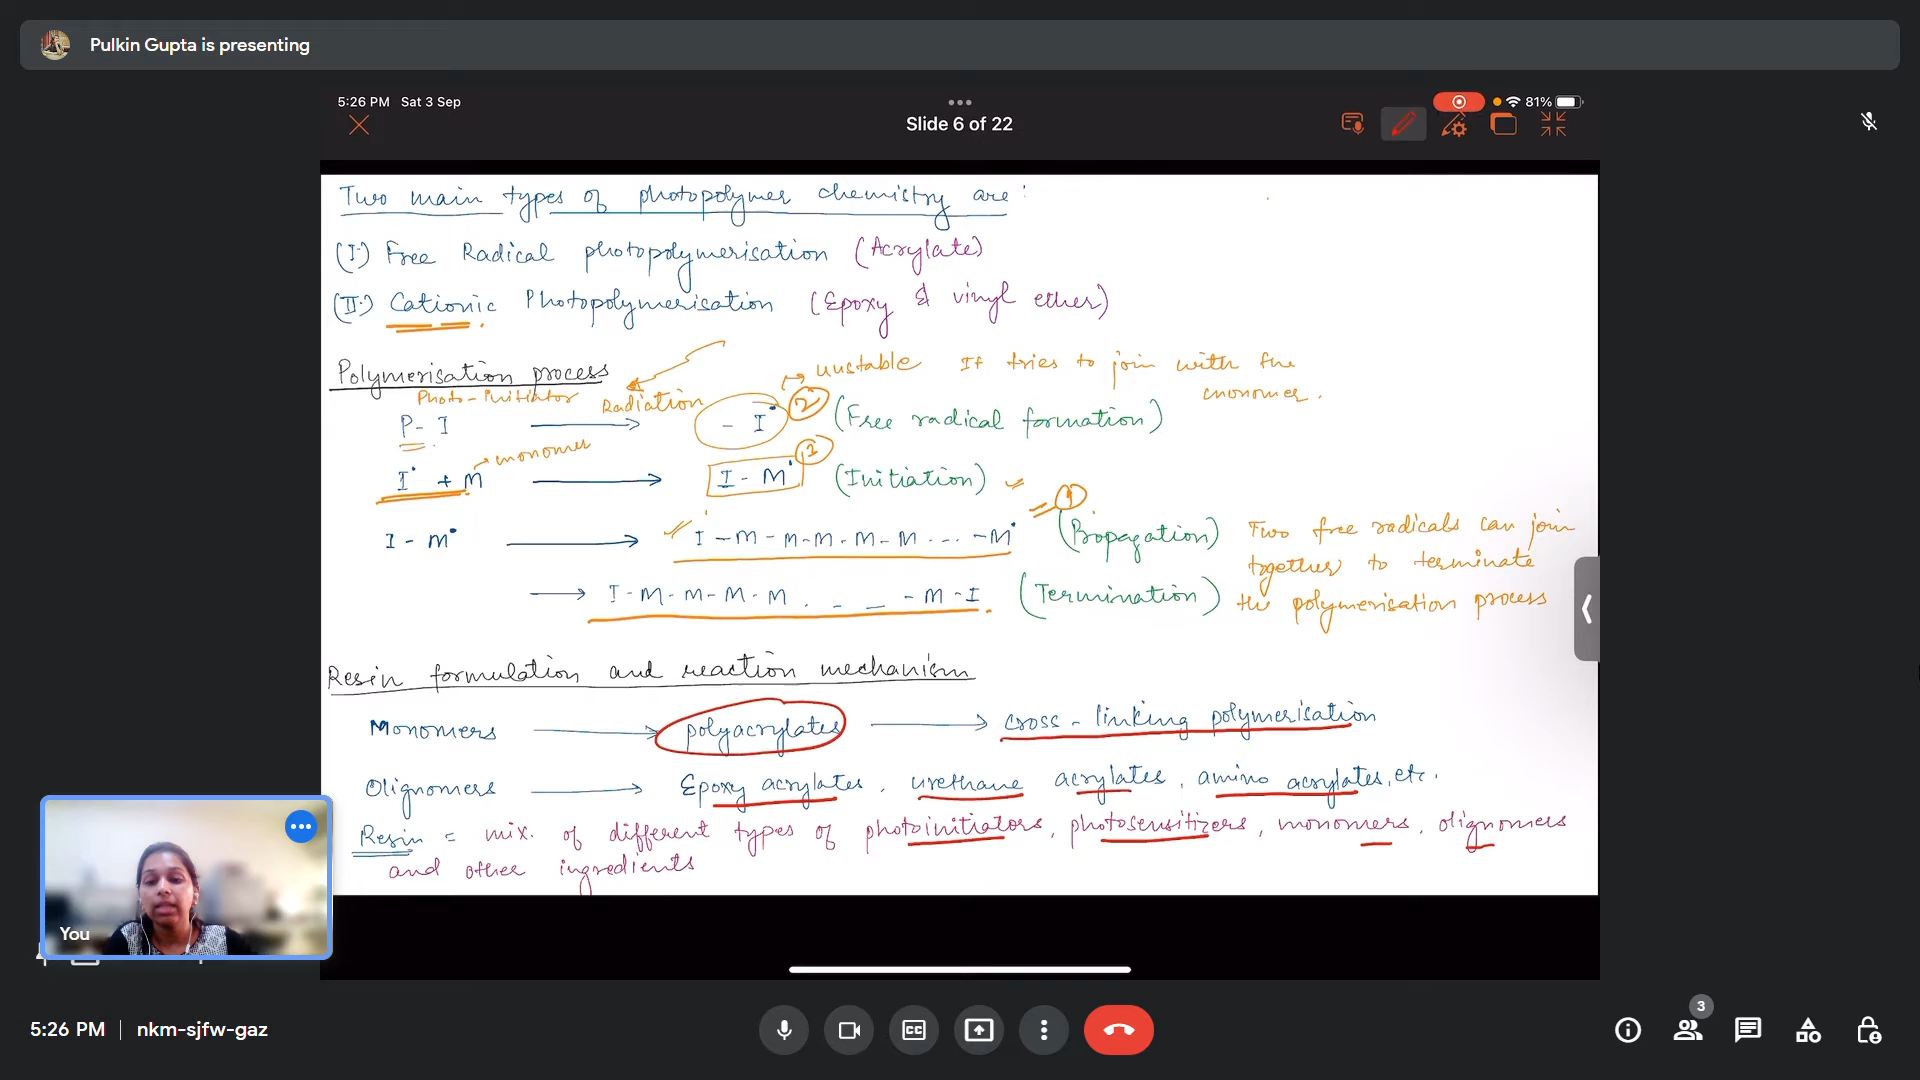 Pulkin Gupta is presenting
5:26 PM Sat 3 Sep
81%
Slide 6 of 22
Two main types of photopolymer chemistry are:
(I) Free Radical photopolymerisation (Acrylate)
(II) Cationic Photopolymerisation (Epoxy & vinyl ether)
Polymerisation process
unstable It tries to join with the monomer.
Photo-initiator Radiation
P-I → - I• (2) (Free radical formation)
monomer
I• + M → I - M• (Initiation)
I - M• → I - M - M - M - M - M .... - M• (Propagation)
Two free radicals can join together to terminate the polymerisation process
→ I - M - M - M - M . _ _ - M - I (Termination)
Resin formulation and reaction mechanism
Monomers → polyacrylates → cross-linking polymerisation
Olignomers → Epoxy acrylates, urethane acrylates, amino acrylates, etc.
Resin = mix. of different types of photoinitiators, photosensitizers, monomers, olignomers
and other ingredients
You
5:26 PM | nkm-sjfw-gaz
CC
3